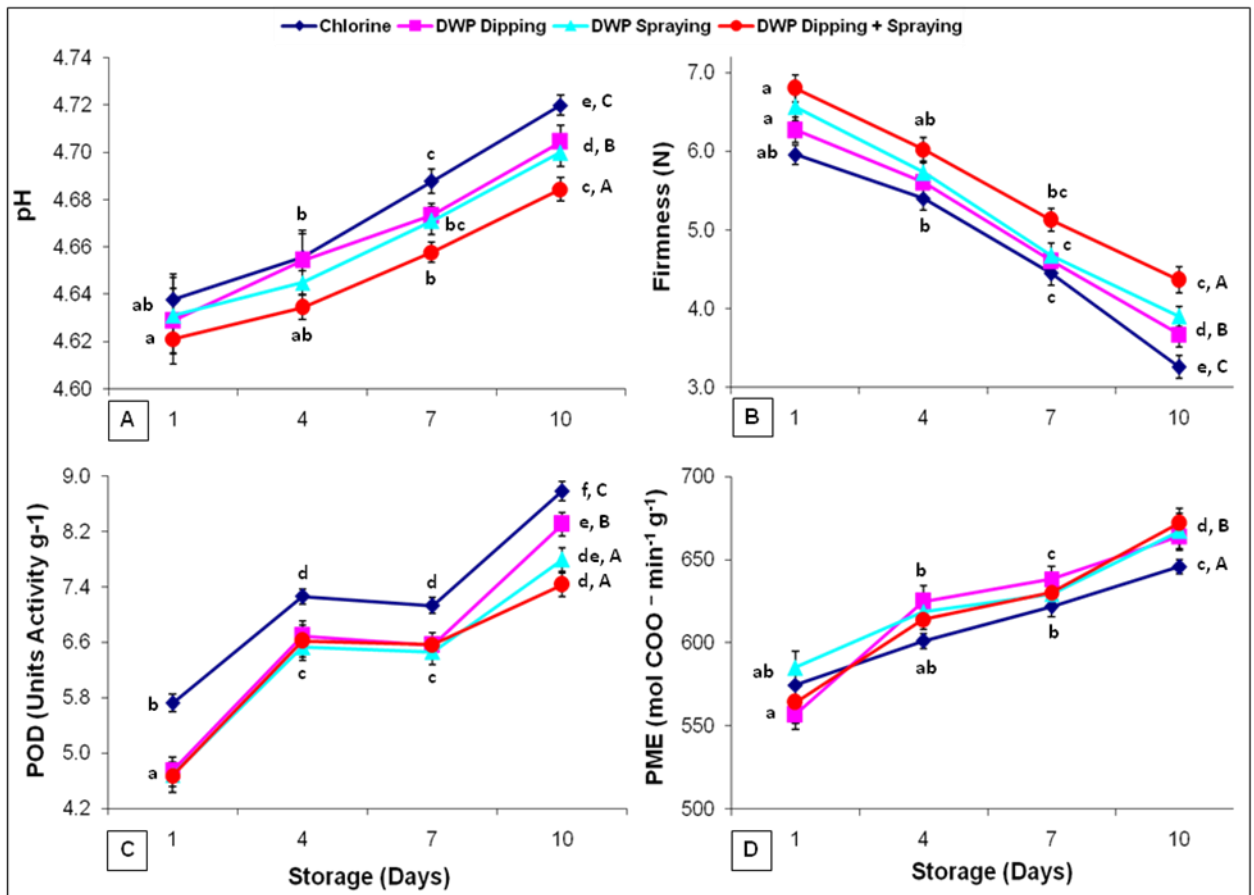 Chlorine DWP Dipping DWP Spraying DWP Dipping + Spraying
4.74
4.72
4.70
4.68
4.66
4.64
4.62
4.60
pH
ab
a
b
ab
c
bc
b
e, C
d, B
c, A
A
1 4 7 10
7.0
6.0
5.0
4.0
3.0
Firmness (N)
a
a
ab
ab
b
bc
c
c
c, A
d, B
e, C
B
1 4 7 10
9.0
8.2
7.4
6.6
5.8
5.0
4.2
POD (Units Activity g-1)
b
a
d
c
d
c
f, C
e, B
de, A
d, A
C
1 4 7 10
Storage (Days)
700
650
600
550
500
PME (mol COO – min⁻¹ g⁻¹)
ab
a
b
ab
c
b
d, B
c, A
D
1 4 7 10
Storage (Days)